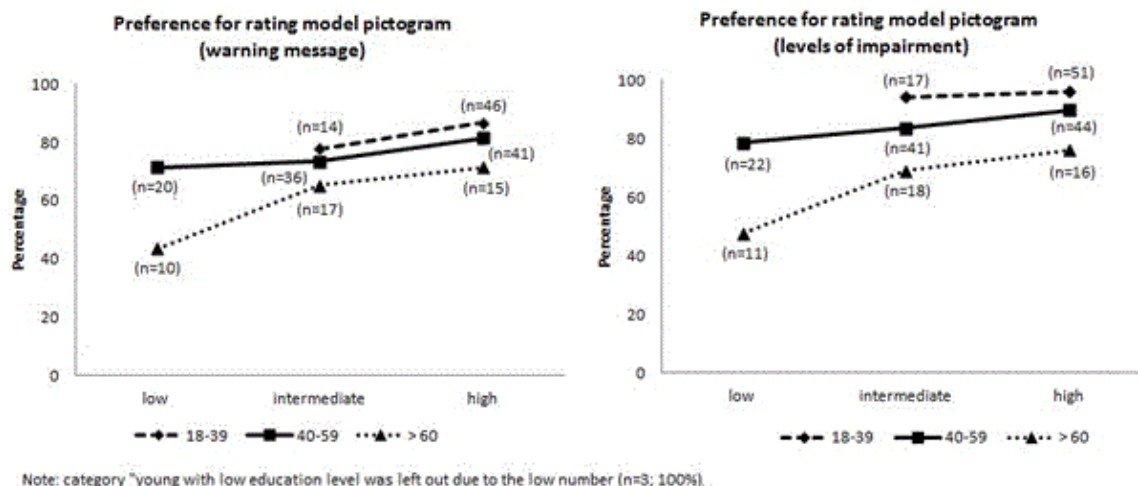 Preference for rating model pictogram
(warning message)
100
80
60
40
20
0
Percentage
(n=20)
(n=14)
(n=36)
(n=46)
(n=41)
(n=10)
(n=17)
(n=15)
low intermediate high
18-39 40-59 >60
Preference for rating model pictogram
(levels of impairment)
100
80
60
40
20
0
Percentage
(n=17)
(n=51)
(n=22)
(n=41)
(n=44)
(n=11)
(n=18)
(n=16)
low intermediate high
18-39 40-59 >60
Note: category "young with low education level was left out due to the low number (n=3; 100%)